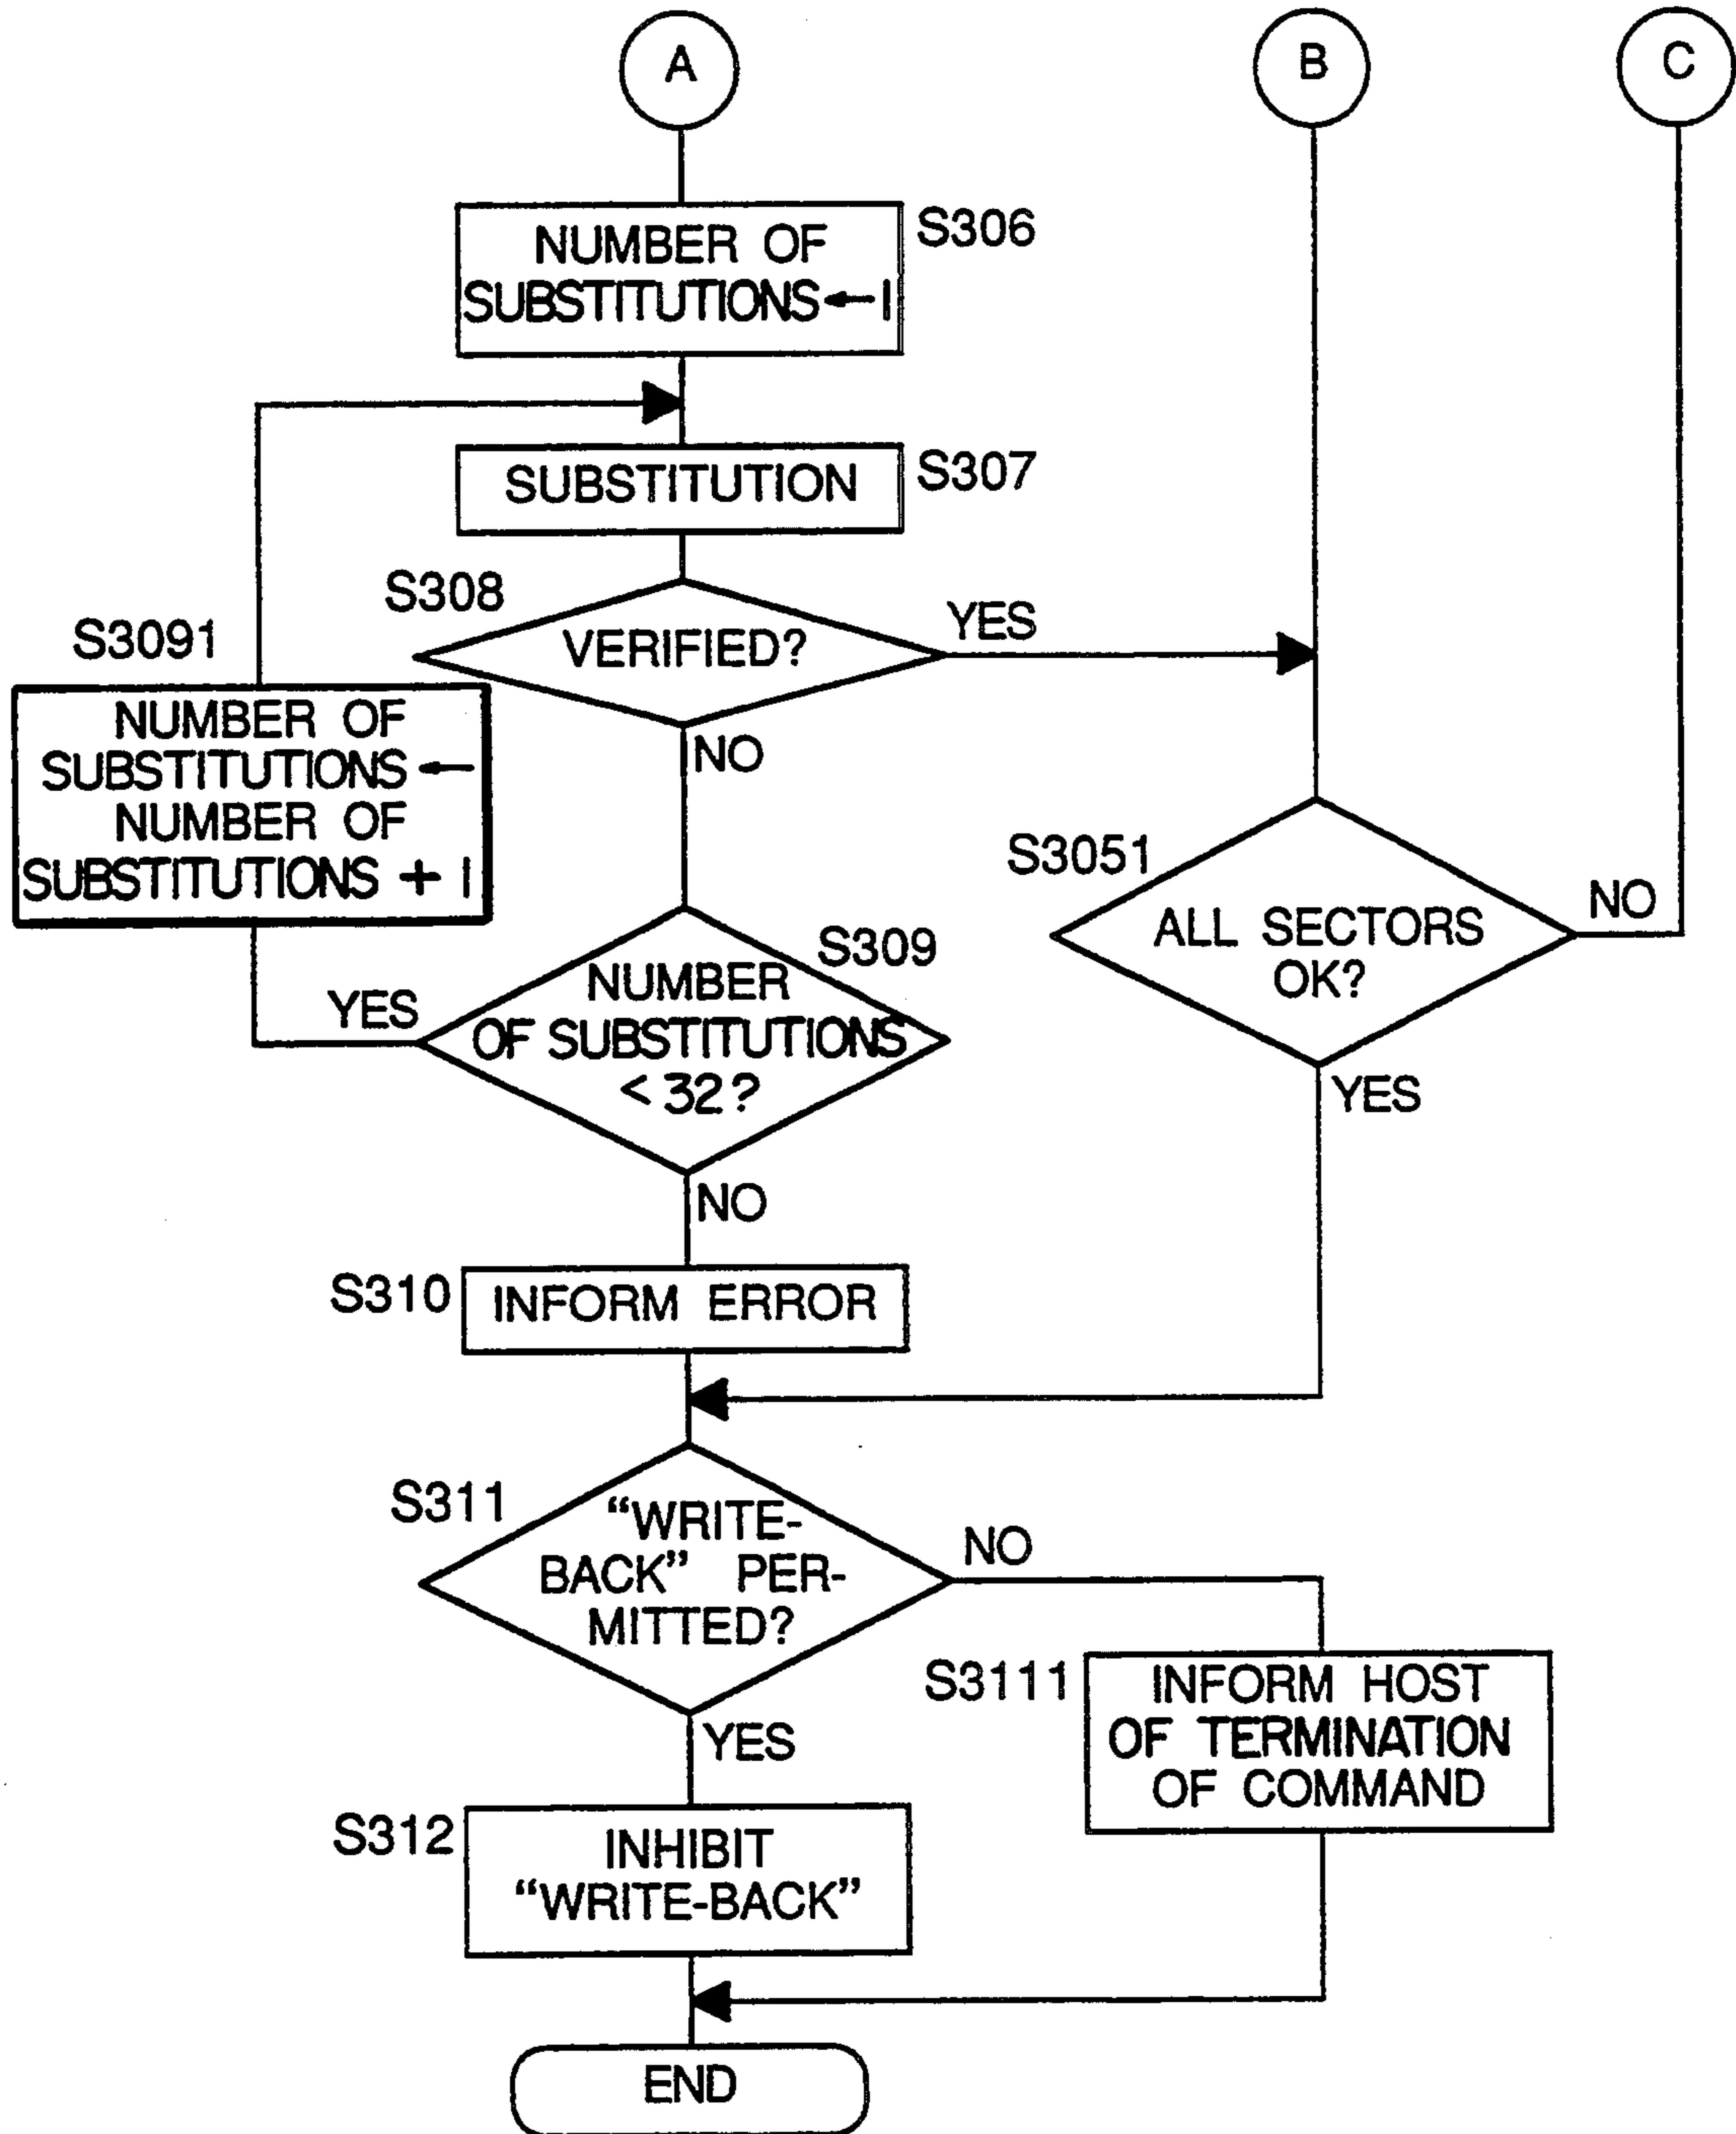 A
B
C
NUMBER OF
SUBSTITUTIONS ← 1
S306
SUBSTITUTION
S307
S308
VERIFIED?
YES
NO
S3091
NUMBER OF
SUBSTITUTIONS ←
NUMBER OF
SUBSTITUTIONS + 1
S3051
ALL SECTORS
OK?
NO
YES
S309
NUMBER
OF SUBSTITUTIONS
< 32?
YES
NO
S310
INFORM ERROR
S311
“WRITE-
BACK” PER-
MITTED?
NO
YES
S3111
INFORM HOST
OF TERMINATION
OF COMMAND
S312
INHIBIT
“WRITE-BACK”
END